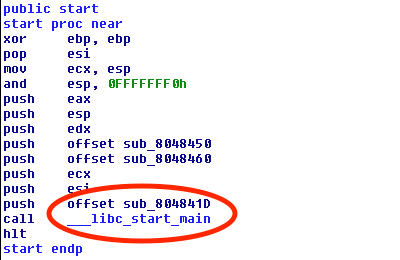 public start
start proc near
xor ebp, ebp
pop esi
mov ecx, esp
and esp, 0FFFFFFF0h
push eax
push esp
push edx
push offset sub_8048450
push offset sub_8048460
push ecx
push esi
push offset sub_804841D
call ___libc_start_main
hlt
start endp